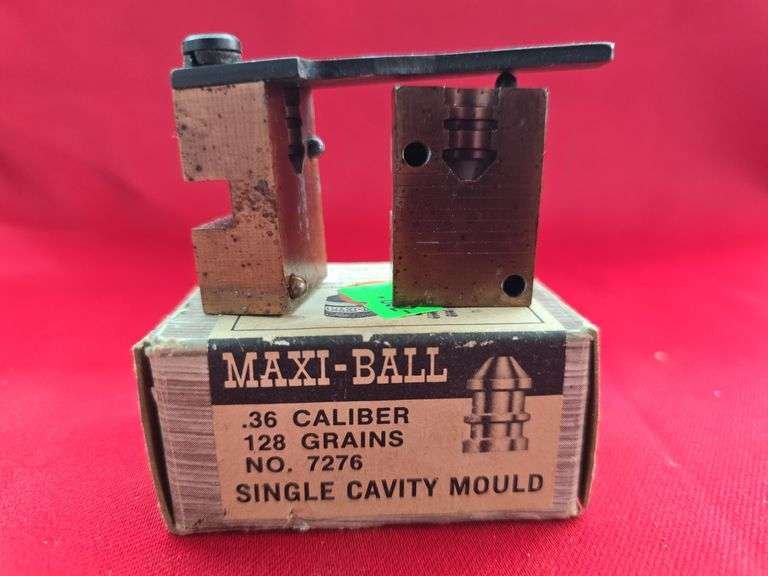 MAXI-BALL
.36 CALIBER
128 GRAINS
NO. 7276
SINGLE CAVITY MOULD